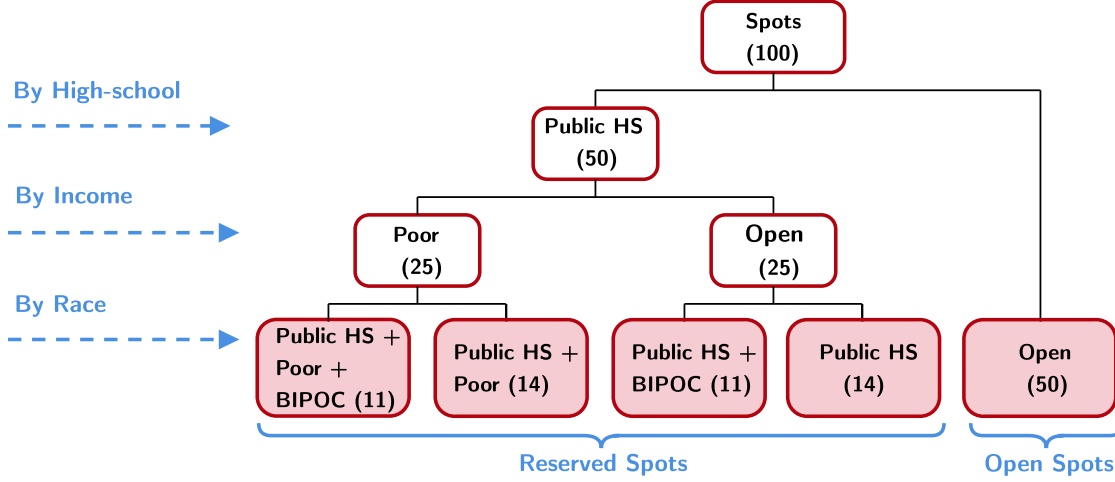 Spots
(100)
By High-school
Public HS
(50)
By Income
Poor
(25)
Open
(25)
By Race
Public HS +
Poor +
BIPOC (11)
Public HS +
Poor (14)
Public HS +
BIPOC (11)
Public HS
(14)
Open
(50)
Reserved Spots
Open Spots